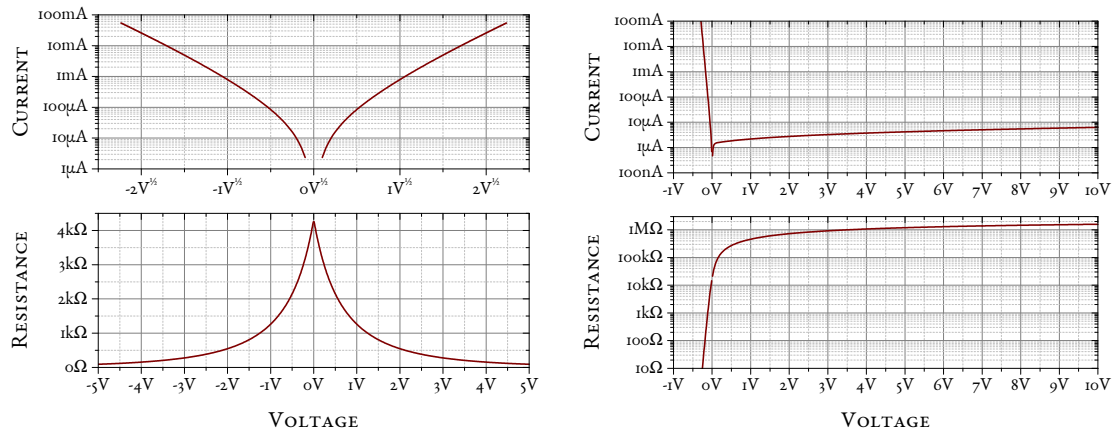 CURRENT
100mA
10mA
1mA
100μA
10μA
1μA
-2V½
-1V½
0V½
1V½
2V½
RESISTANCE
4kΩ
3kΩ
2kΩ
1kΩ
0Ω
-5V
-4V
-3V
-2V
-1V
0V
1V
2V
3V
4V
5V
VOLTAGE
CURRENT
100mA
10mA
1mA
100μA
10μA
1μA
100nA
-1V
0V
1V
2V
3V
4V
5V
6V
7V
8V
9V
10V
RESISTANCE
1MΩ
100kΩ
10kΩ
1kΩ
100Ω
10Ω
-1V
0V
1V
2V
3V
4V
5V
6V
7V
8V
9V
10V
VOLTAGE